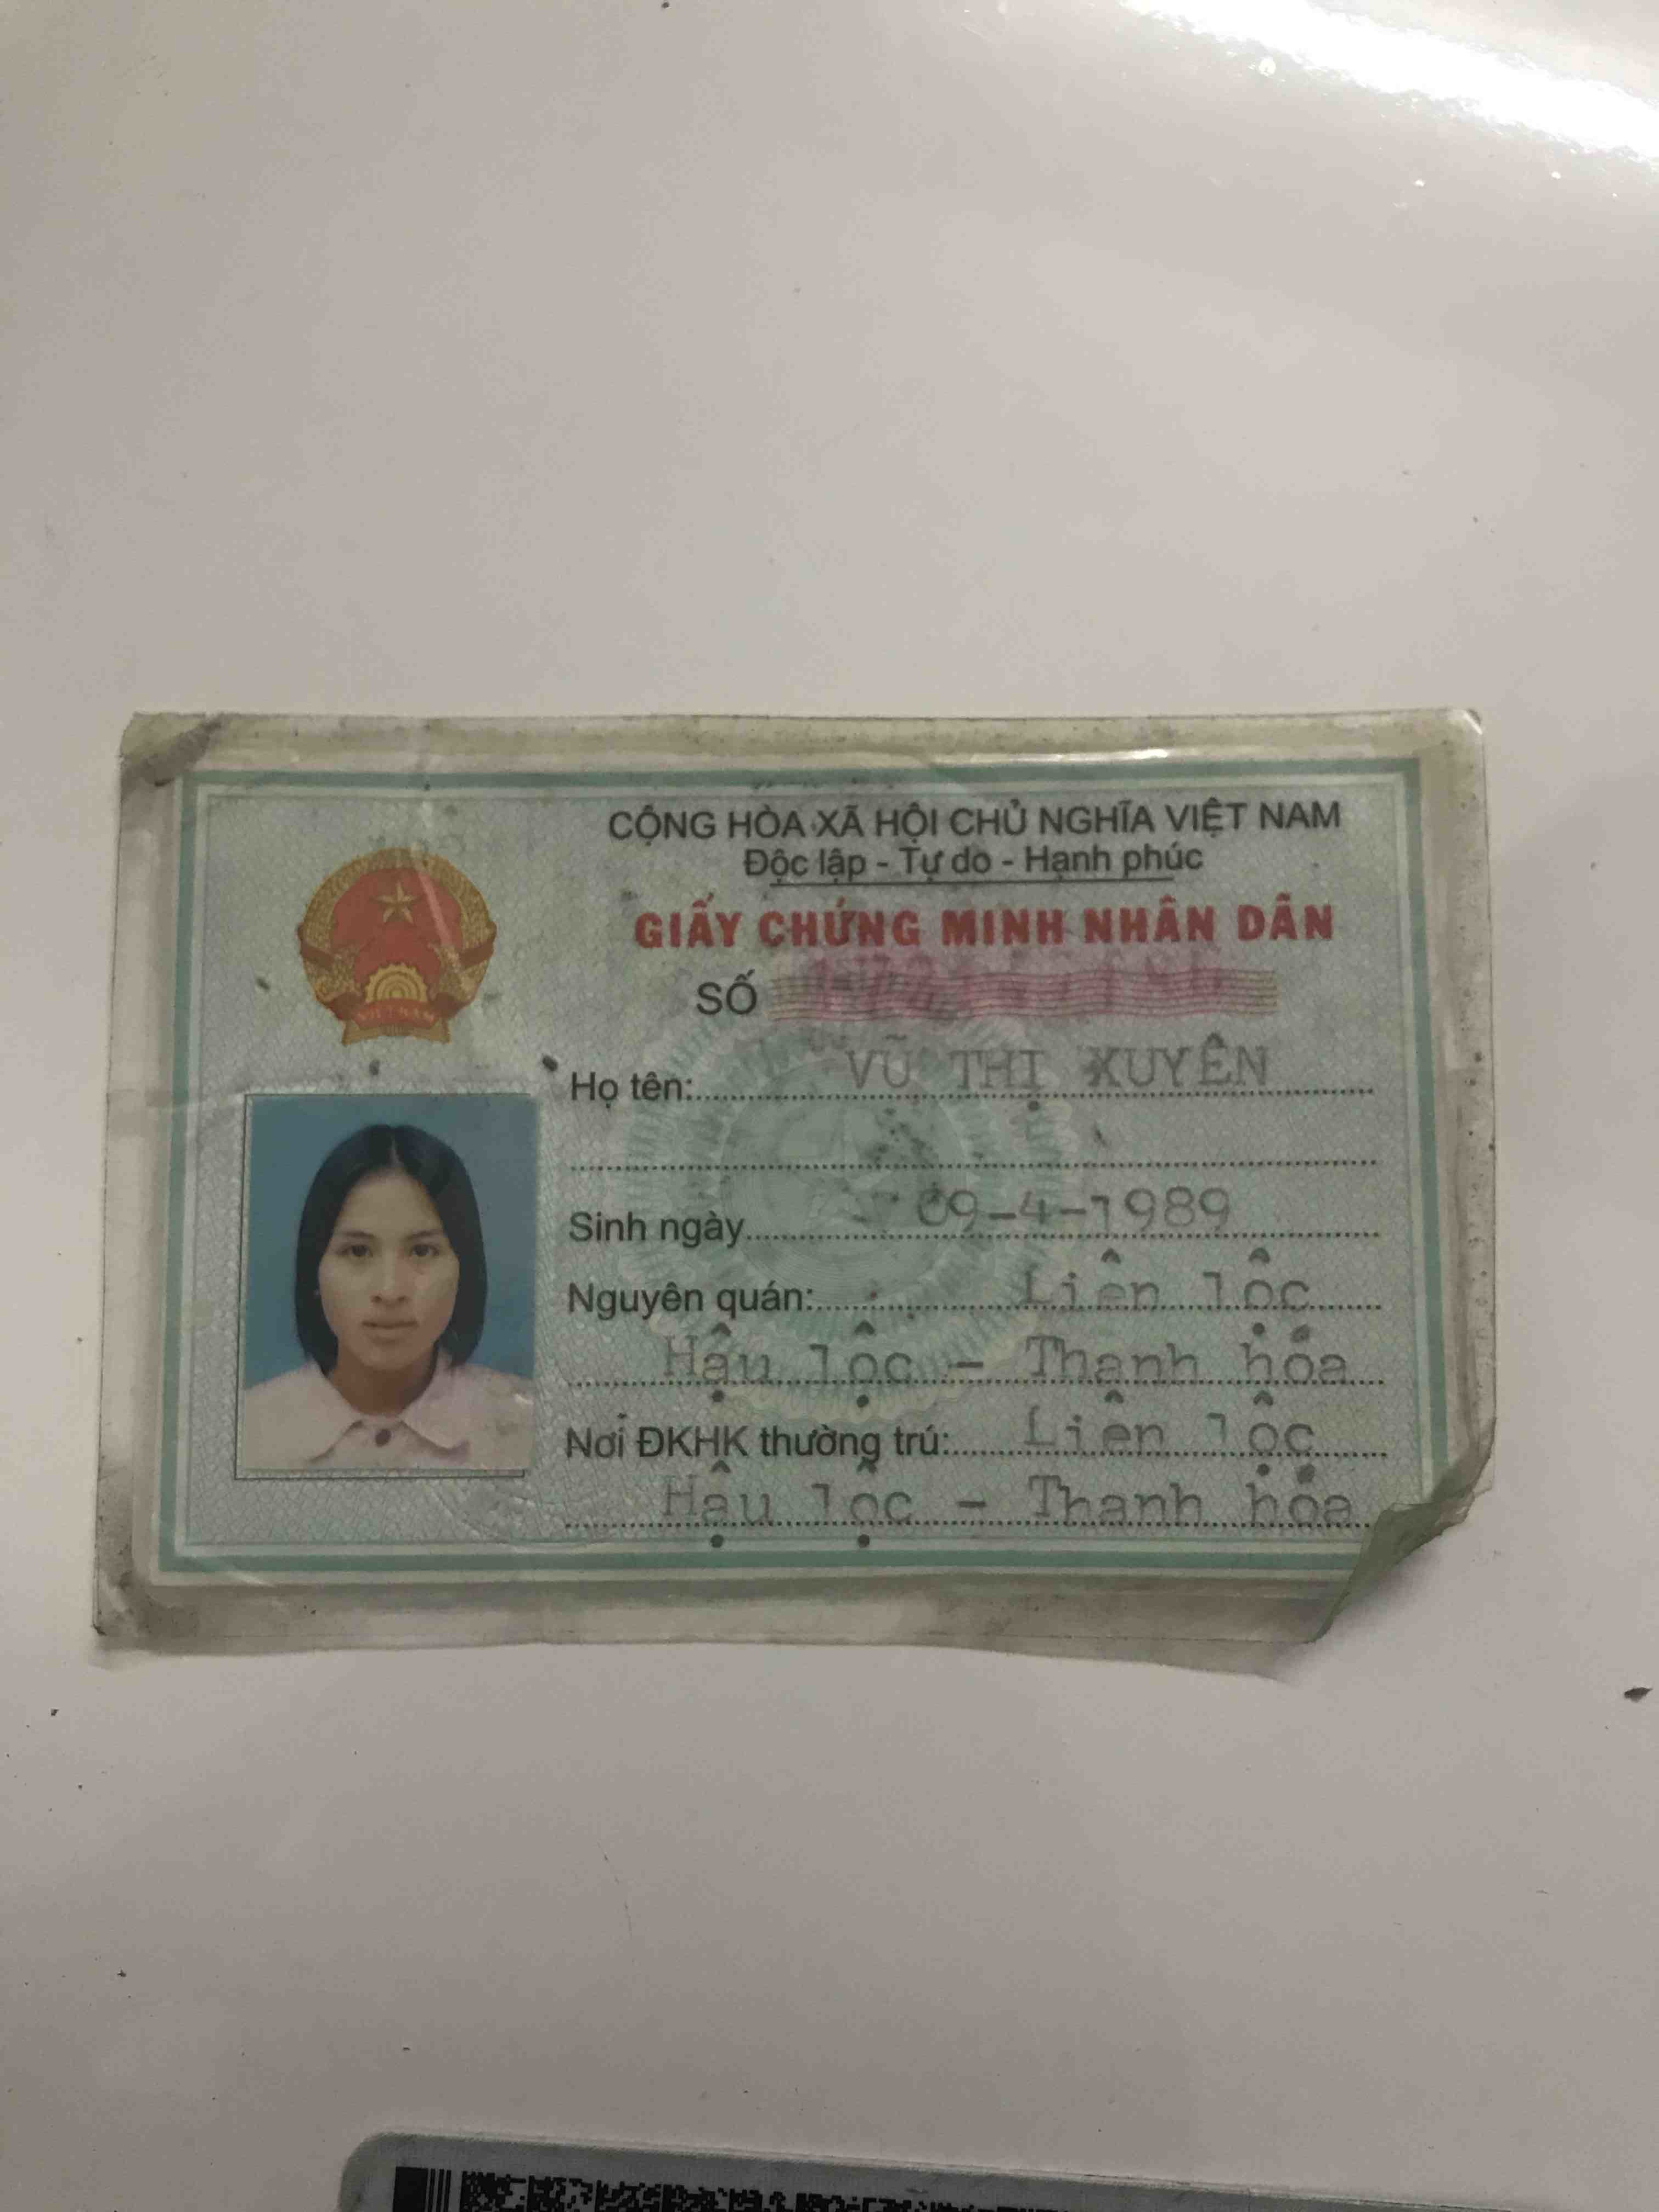 CỘNG HÒA XÃ HỘI CHỦ NGHĨA VIỆT NAM
Độc lập - Tự do - Hạnh phúc
GIẤY CHỨNG MINH NHÂN DÂN
SỐ
VIỆT NAM
Họ tên: VŨ THỊ XUYÊN
Sinh ngày 09-4-1989
Nguyên quán: Liên lộc
Hậu lộc - Thanh hóa
Nơi ĐKHK thường trú: Liên lộc
Hậu lộc - Thanh hóa